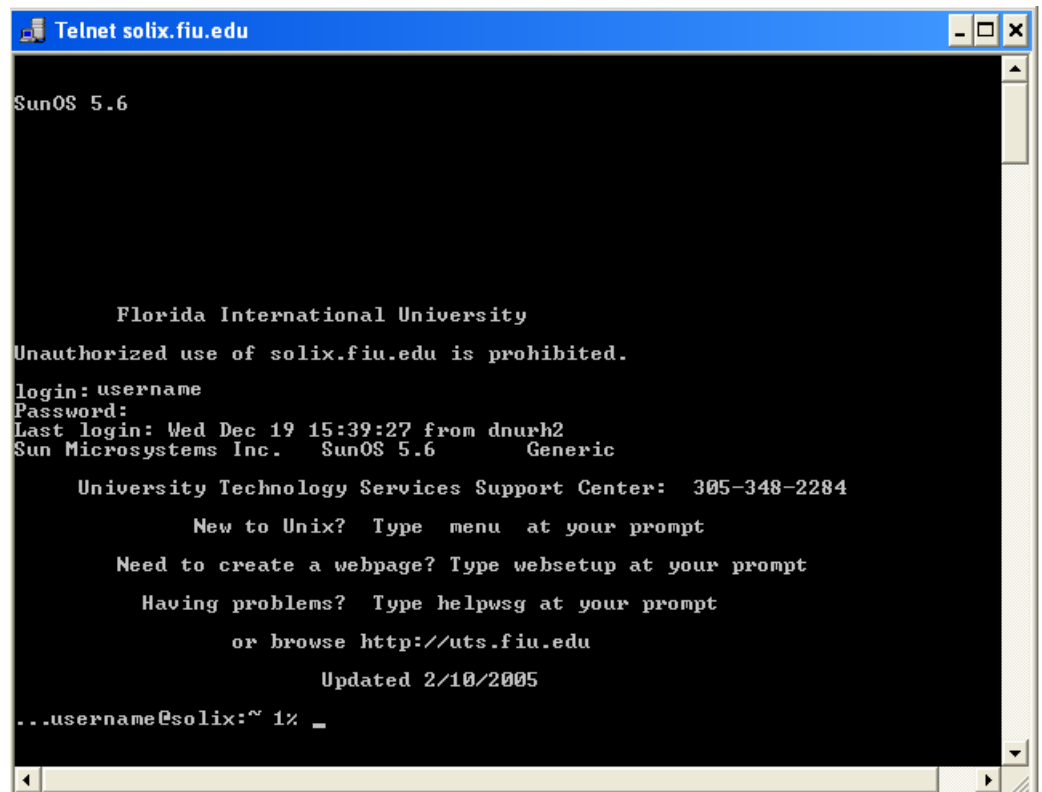 Telnet solix.fiu.edu
SunOS 5.6
Florida International University
Unauthorized use of solix.fiu.edu is prohibited.
login: username
Password:
Last login: Wed Dec 19 15:39:27 from dnurh2
Sun Microsystems Inc.   SunOS 5.6       Generic
University Technology Services Support Center:  305-348-2284
New to Unix?  Type  menu  at your prompt
Need to create a webpage? Type websetup at your prompt
Having problems?  Type helpwsg at your prompt
or browse http://uts.fiu.edu
Updated 2/10/2005
...username@solix:~ 1% _